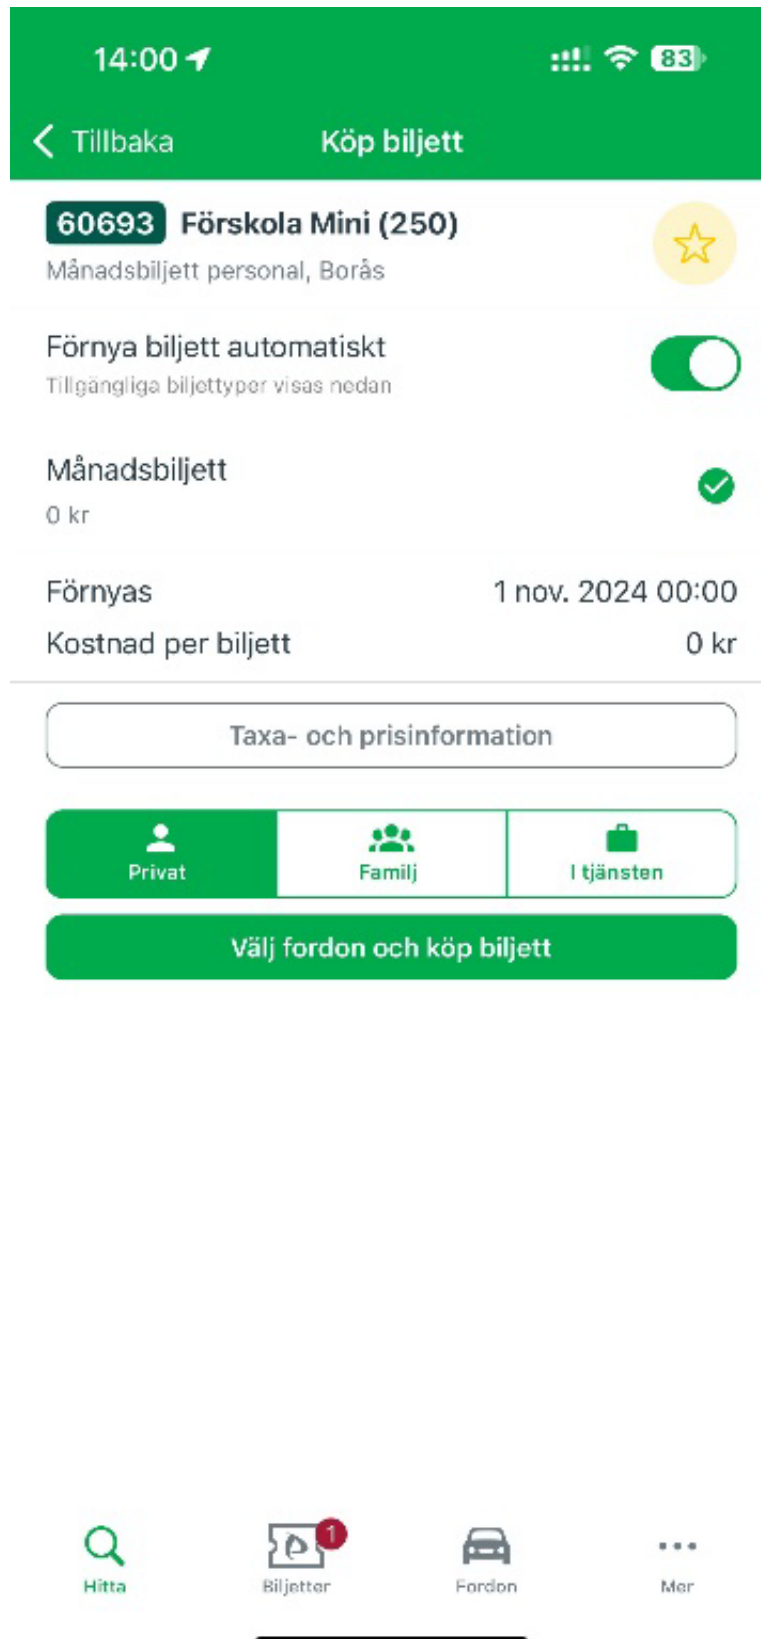 14:00
83
Tillbaka
Köp biljett
60693 Förskola Mini (250)
Månadsbiljett personal, Borås
Förnya biljett automatiskt
Tillgängliga biljettyper visas nedan
Månadsbiljett
0 kr
Förnyas 1 nov. 2024 00:00
Kostnad per biljett 0 kr
Taxa- och prisinformation
Privat Familj I tjänsten
Välj fordon och köp biljett
1
Hitta Biljetter Fordon Mer